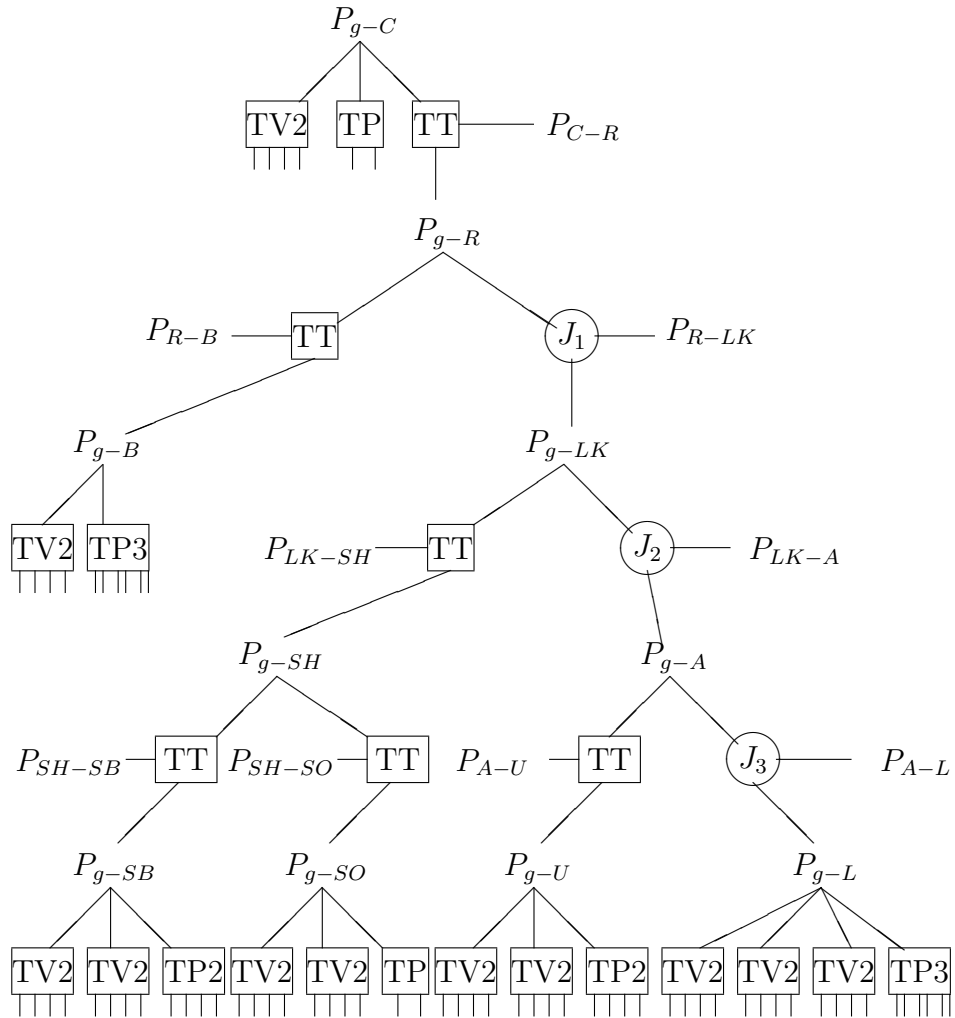 P_{g-C}
TV2 TP TT P_{C-R}
P_{g-R}
P_{R-B} TT J_1 P_{R-LK}
P_{g-B} P_{g-LK}
TV2 TP3 P_{LK-SH} TT J_2 P_{LK-A}
P_{g-SH} P_{g-A}
P_{SH-SB} TT P_{SH-SO} TT P_{A-U} TT J_3 P_{A-L}
P_{g-SB} P_{g-SO} P_{g-U} P_{g-L}
TV2 TV2 TP2 TV2 TV2 TP TV2 TV2 TP2 TV2 TV2 TV2 TP3